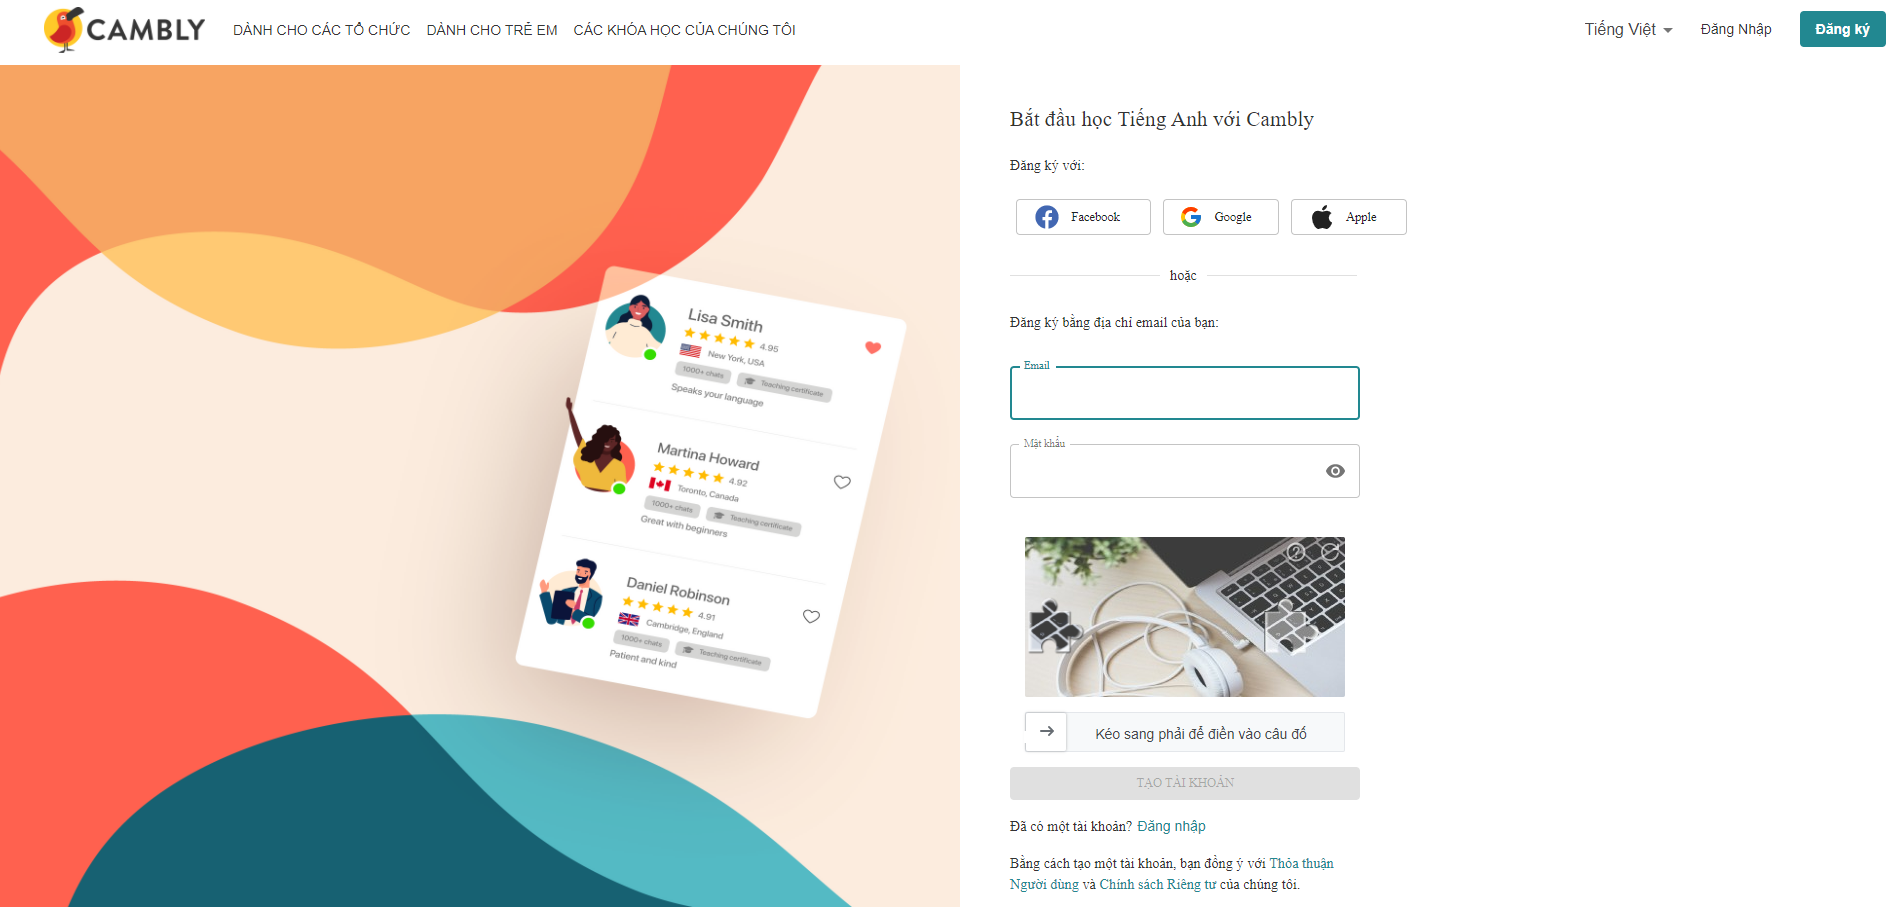 CAMBLY
DÀNH CHO CÁC TỔ CHỨC
DÀNH CHO TRẺ EM
CÁC KHÓA HỌC CỦA CHÚNG TÔI
Tiếng Việt
Đăng Nhập
Đăng ký
Lisa Smith
4.95
New York, USA
1000+ chats
Teaching certificate
Speaks your language
Martina Howard
4.92
Toronto, Canada
1000+ chats
Teaching certificate
Great with beginners
Daniel Robinson
4.91
Cambridge, England
1000+ chats
Teaching certificate
Patient and kind
Bắt đầu học Tiếng Anh với Cambly
Đăng ký với:
Facebook
Google
Apple
hoặc
Đăng ký bằng địa chỉ email của bạn:
Email
Mật khẩu
Kéo sang phải để điền vào câu đố
TẠO TÀI KHOẢN
Đã có một tài khoản? Đăng nhập
Bằng cách tạo một tài khoản, bạn đồng ý với Thỏa thuận
Người dùng và Chính sách Riêng tư của chúng tôi.